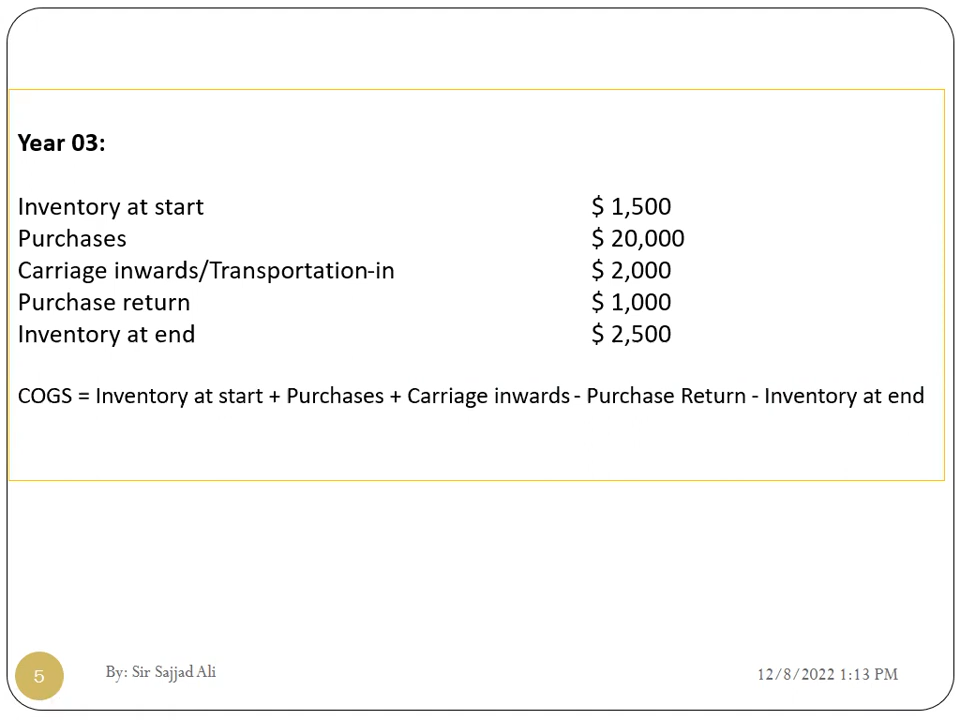 Year 03:
Inventory at start $ 1,500
Purchases $ 20,000
Carriage inwards/Transportation-in $ 2,000
Purchase return $ 1,000
Inventory at end $ 2,500
COGS = Inventory at start + Purchases + Carriage inwards - Purchase Return - Inventory at end
5 By: Sir Sajjad Ali 12/8/2022 1:13 PM